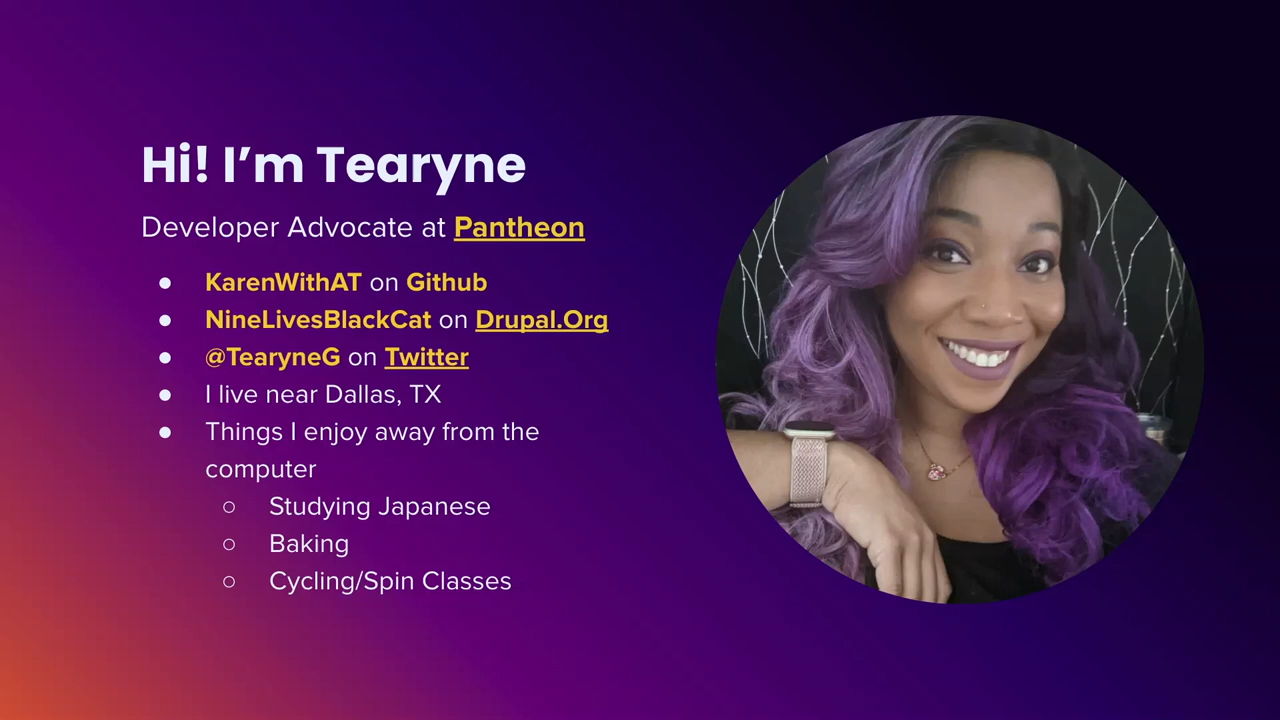 Hi! I’m Tearyne
Developer Advocate at Pantheon
● KarenWithAT on Github
● NineLivesBlackCat on Drupal.Org
● @TearyneG on Twitter
● I live near Dallas, TX
● Things I enjoy away from the
computer
○ Studying Japanese
○ Baking
○ Cycling/Spin Classes